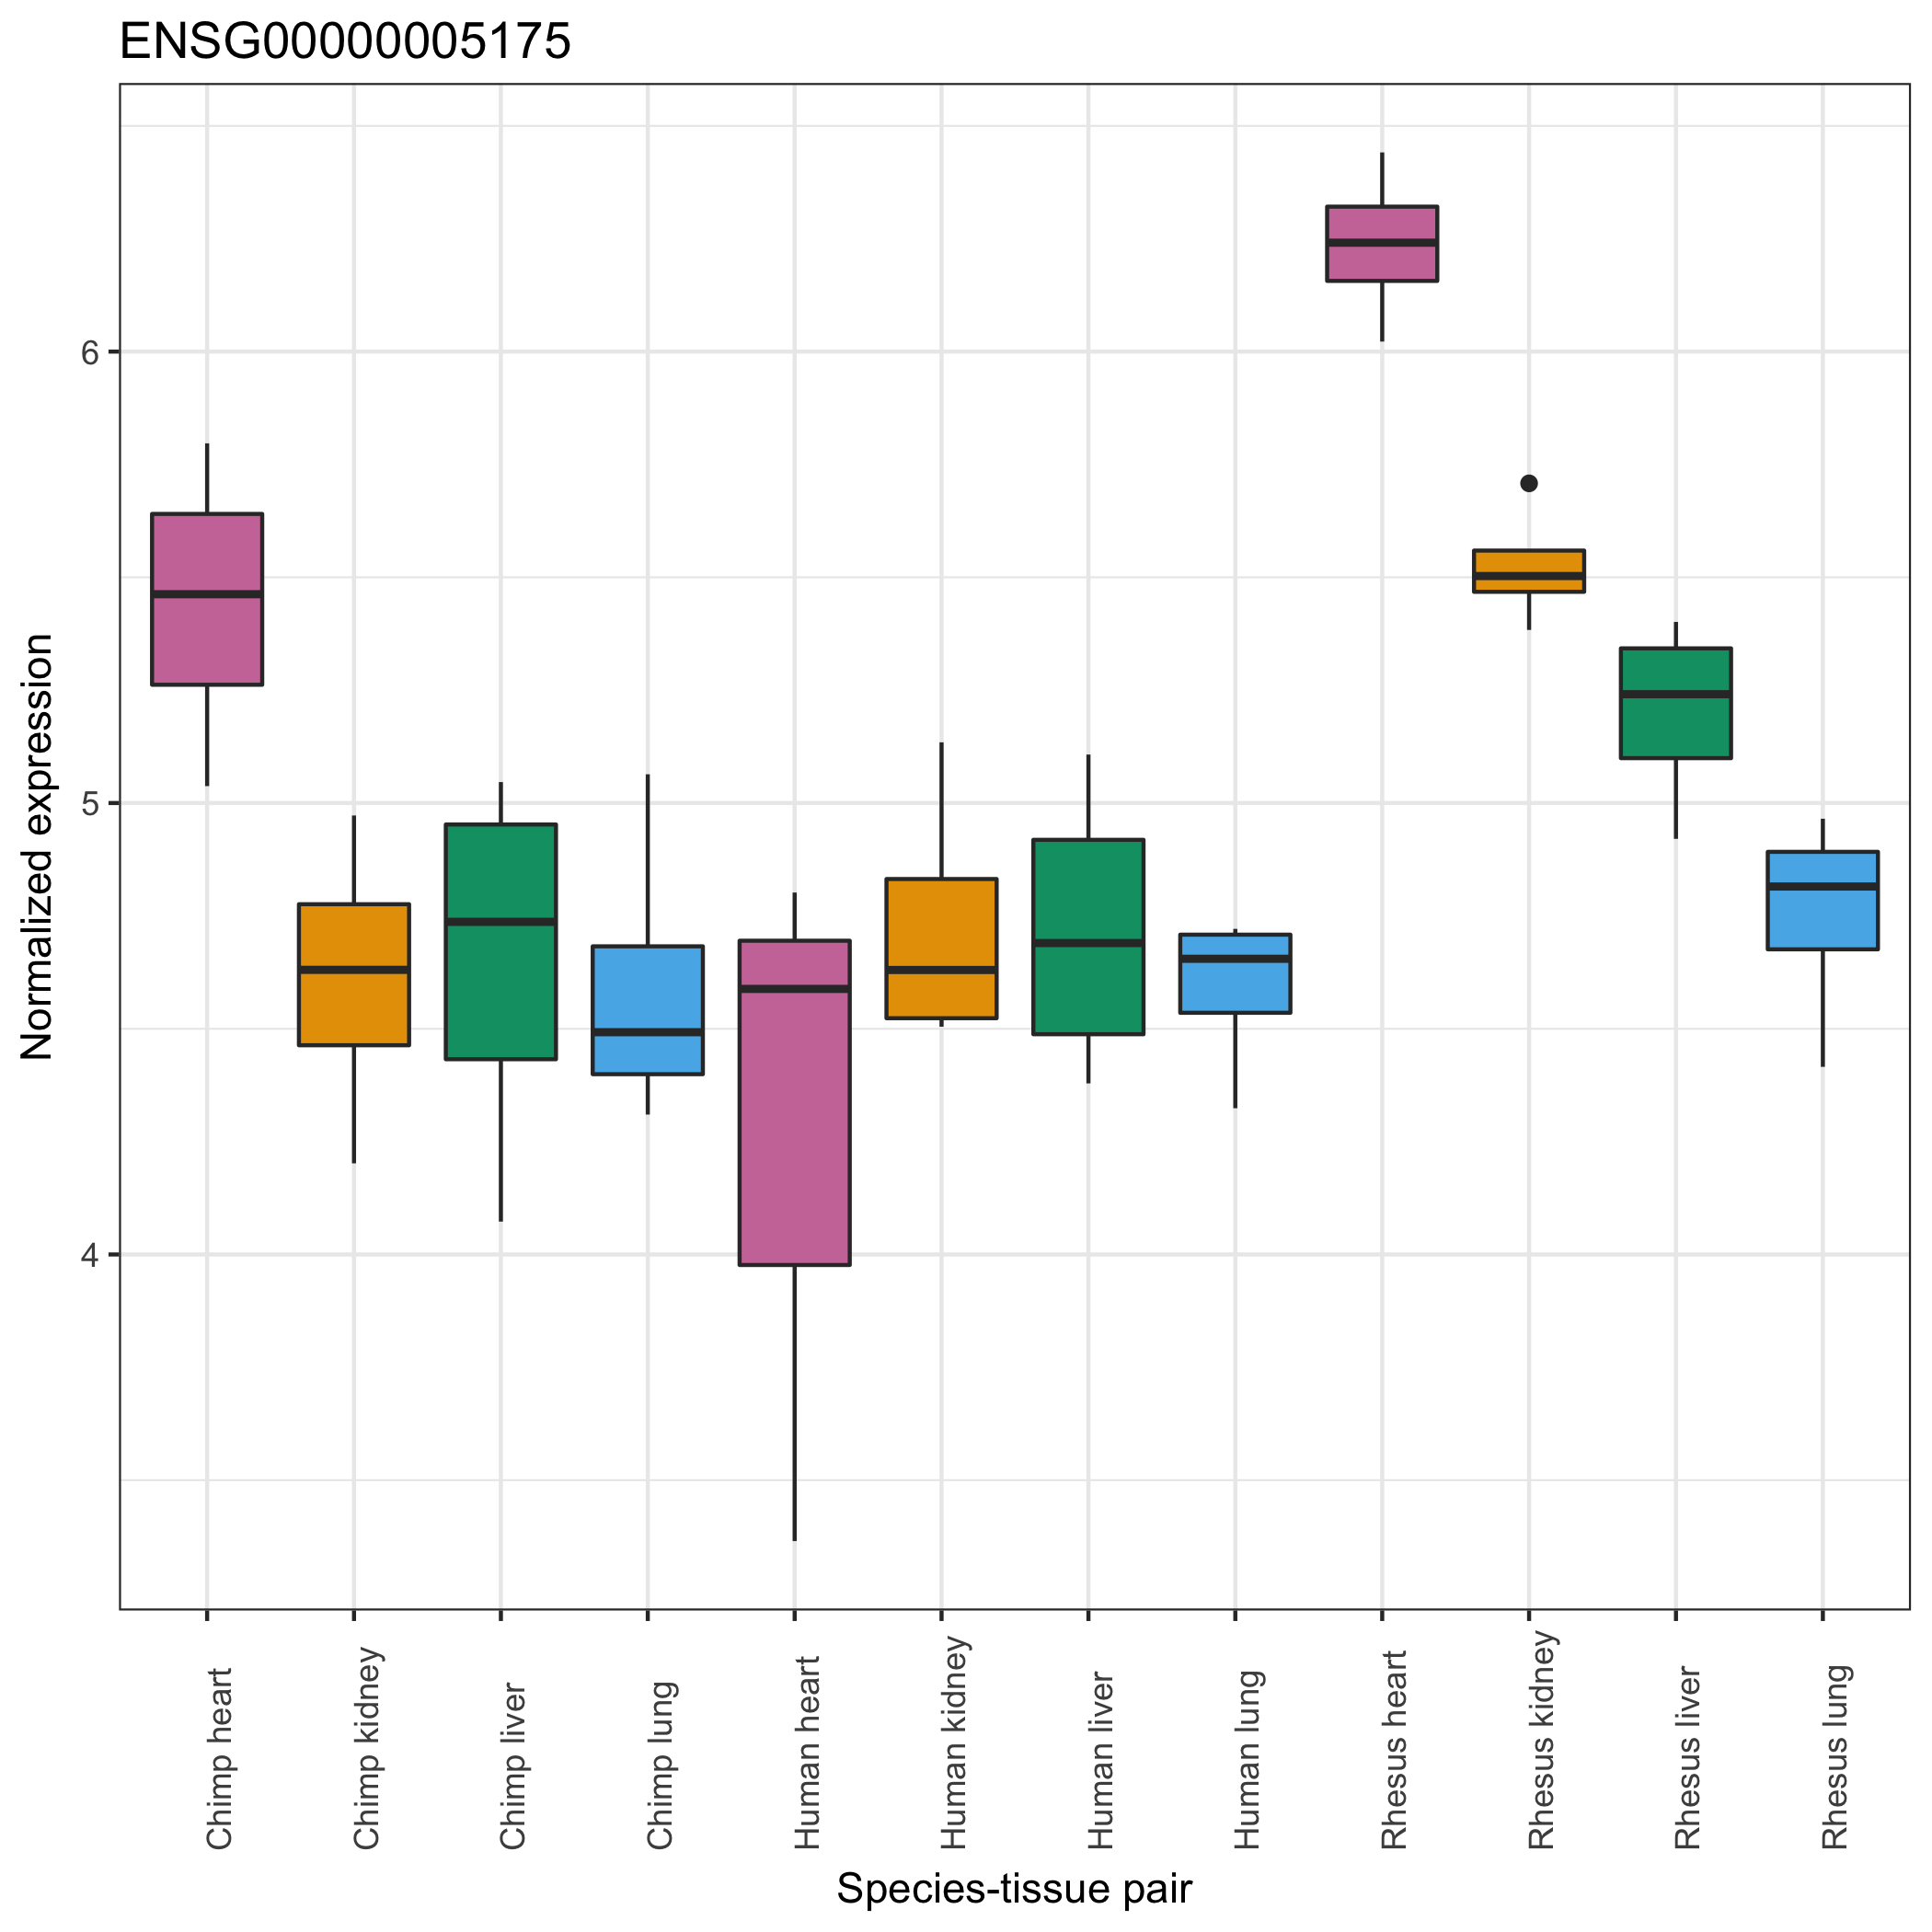 ENSG00000005175
Normalized expression
6
5
4
Chimp heart
Chimp kidney
Chimp liver
Chimp lung
Human heart
Human kidney
Human liver
Human lung
Rhesus heart
Rhesus kidney
Rhesus liver
Rhesus lung
Species-tissue pair